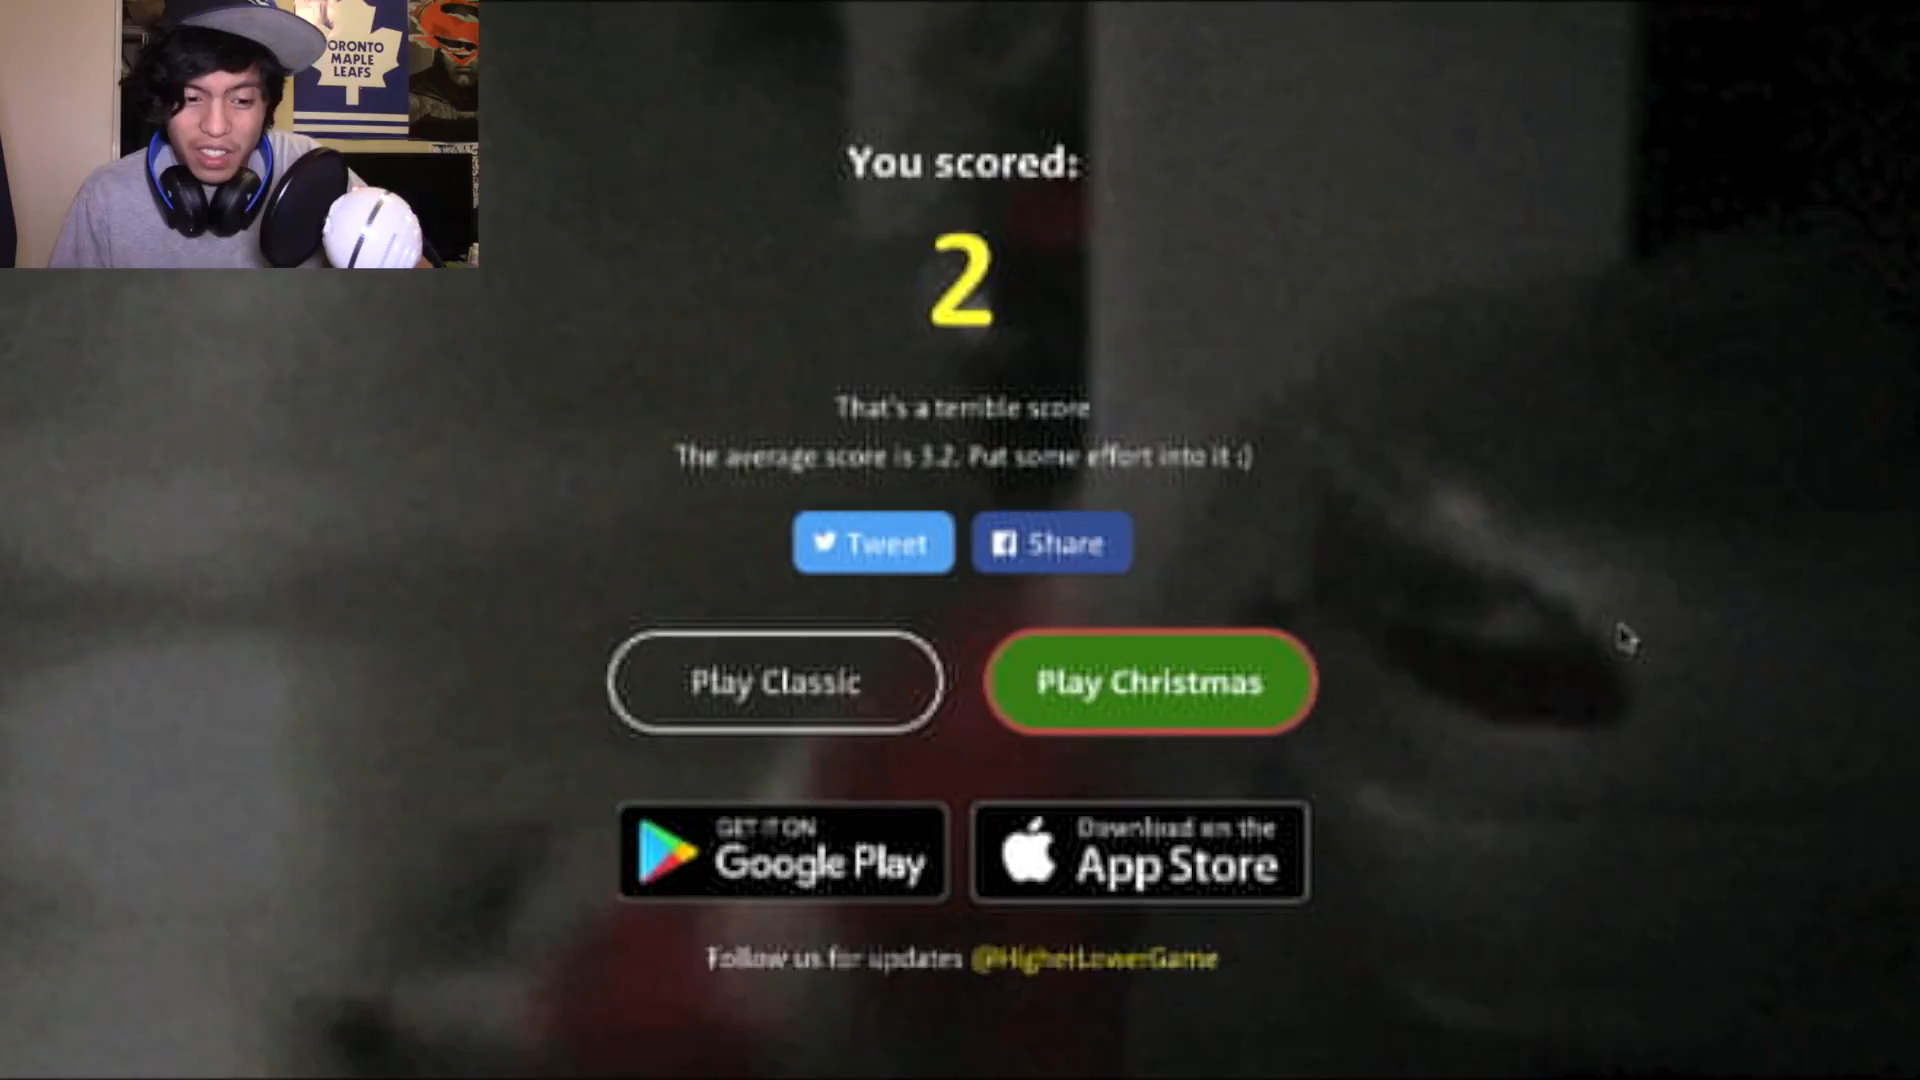 TORONTO
MAPLE
LEAFS
You scored:
2
That's a terrible score
The average score is 3.2. Put some effort into it :)
Tweet
Share
Play Classic
Play Christmas
GET IT ON
Google Play
Download on the
App Store
Follow us for updates @HigherLowerGame